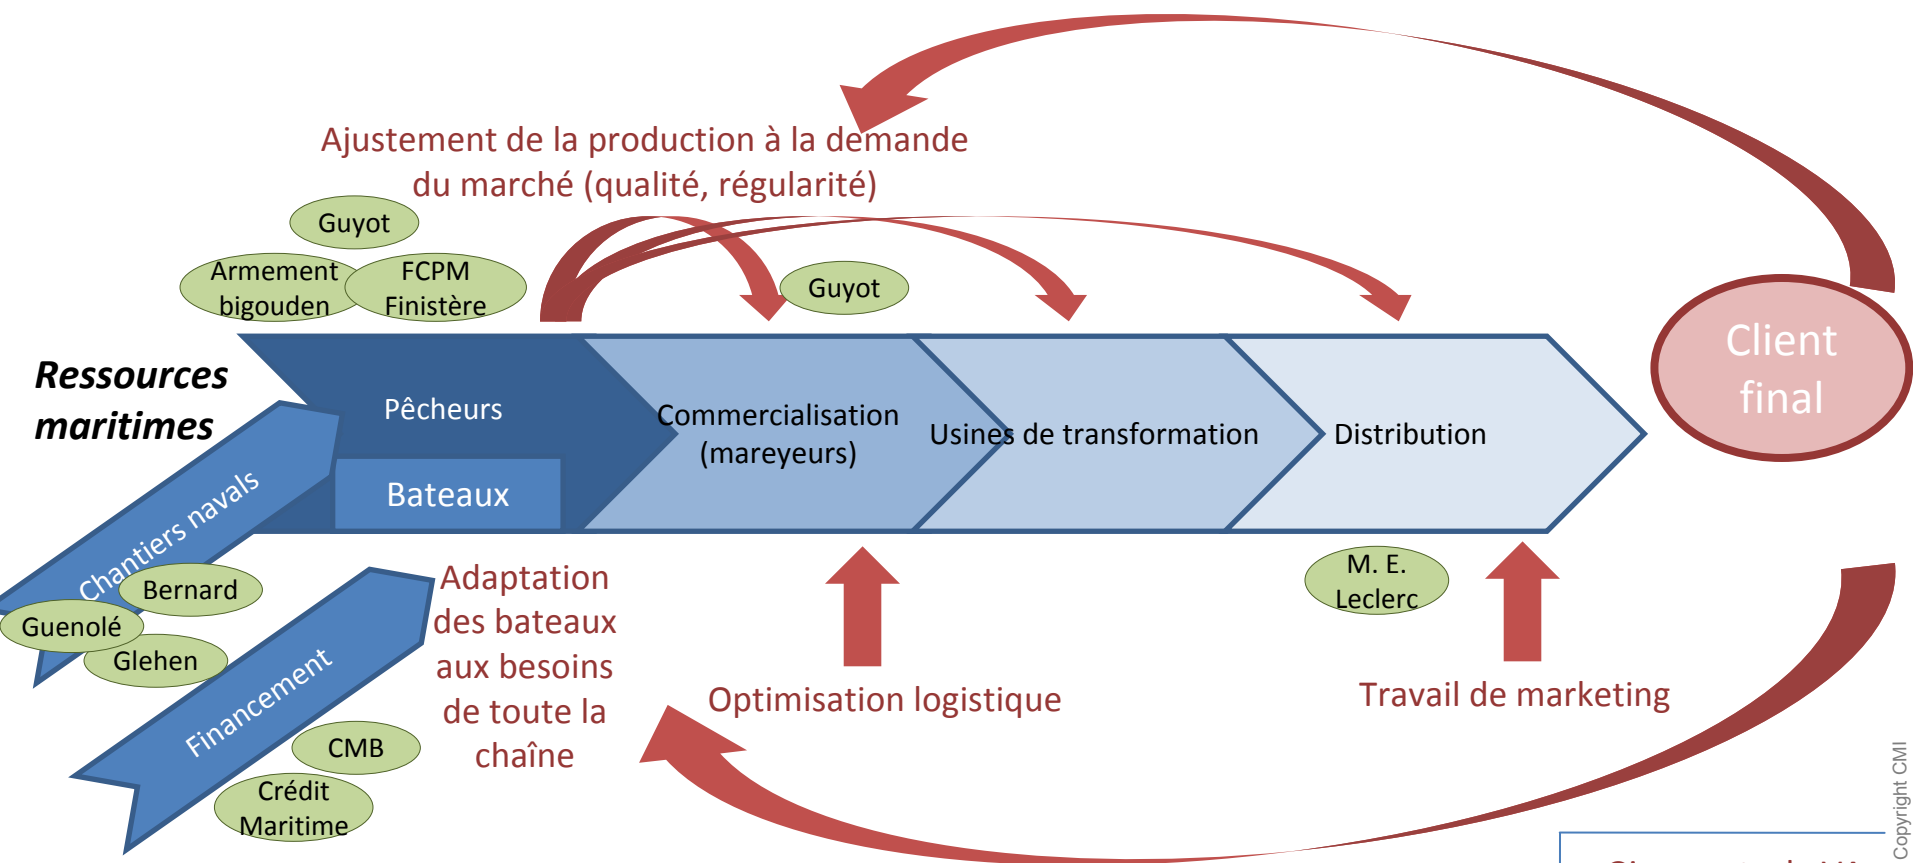 Ajustement de la production à la demande
du marché (qualité, régularité)
Guyot
Armement
bigouden
FCPM
Finistère
Guyot
Client
final
Ressources
maritimes
Pêcheurs
Bateaux
Commercialisation
(mareyeurs)
Usines de transformation
Distribution
Chantiers navals
Bernard
Guenolé
Glehen
Financement
CMB
Crédit
Maritime
Adaptation
des bateaux
aux besoins
de toute la
chaîne
Optimisation logistique
M. E.
Leclerc
Travail de marketing
Copyright CMI